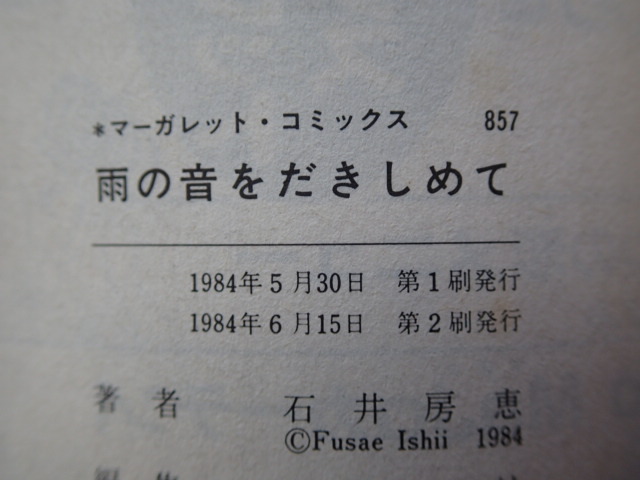 *マーガレット・コミックス 857
雨の音をだきしめて
1984年5月30日 第1刷発行
1984年6月15日 第2刷発行
著者 石井房恵
©Fusae Ishii 1984